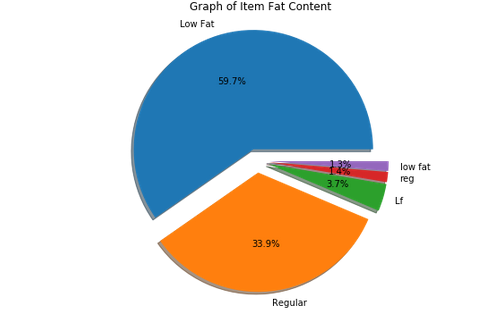 Graph of Item Fat Content
Low Fat
59.7%
1.3%
low fat
1.4%
reg
3.7%
Lf
33.9%
Regular